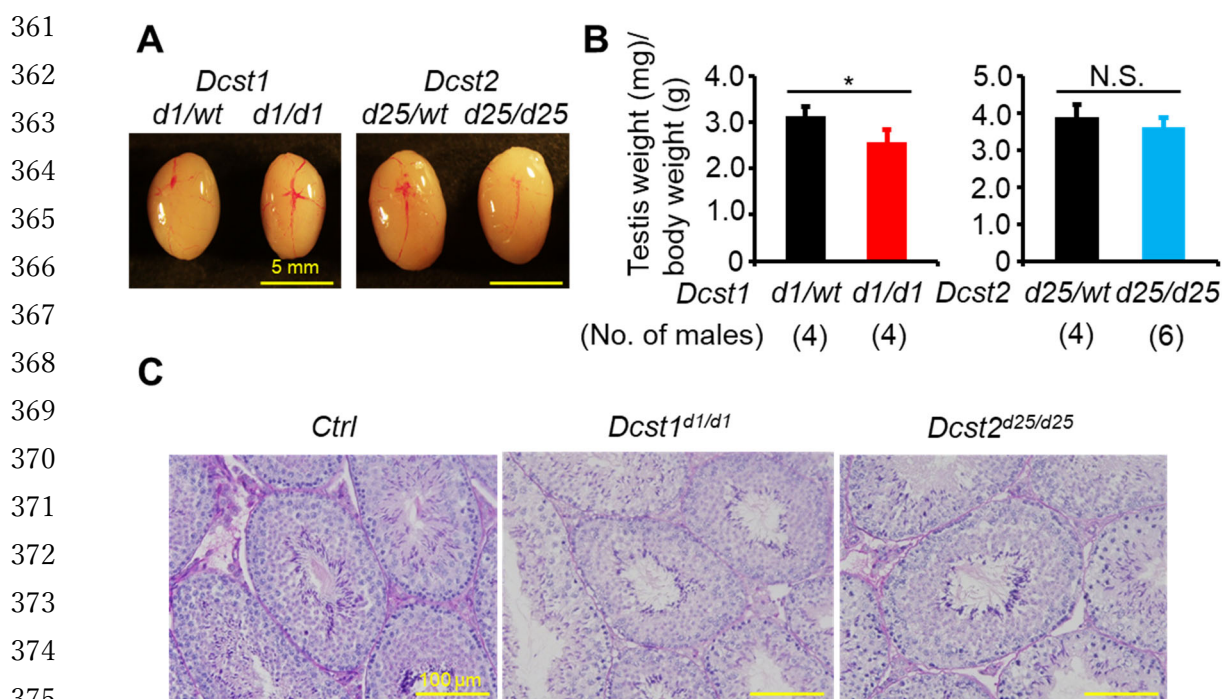 361
362
363
364
365
366
367
368
369
370
371
372
373
374
375
A
Dcst1
d1/wt d1/d1
5 mm
Dcst2
d25/wt d25/d25
B
Testis weight (mg)/
body weight (g)
4.0
3.0
2.0
1.0
0
*
Dcst1 d1/wt d1/d1
5.0
4.0
3.0
2.0
1.0
0
N.S.
Dcst2 d25/wt d25/d25
(No. of males) (4) (4) (4) (6)
C
Ctrl
100 µm
Dcst1d1/d1
Dcst2d25/d25